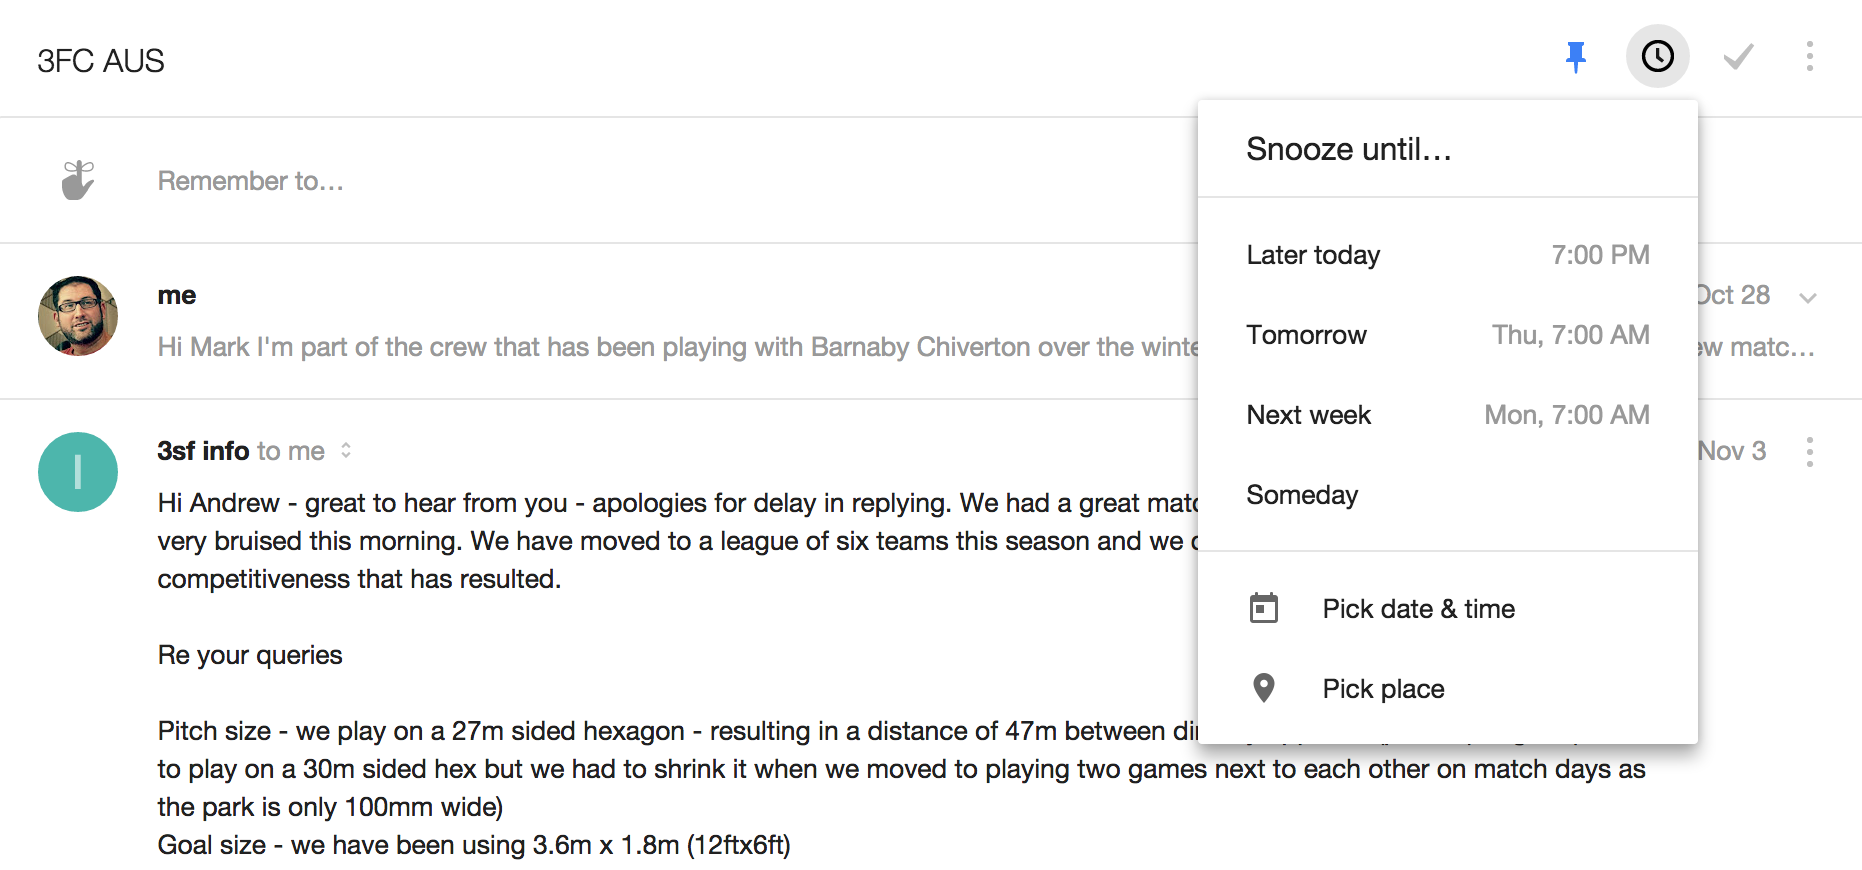 3FC AUS
Snooze until…
Remember to…
Later today 7:00 PM
me
Oct 28
Tomorrow Thu, 7:00 AM
Hi Mark I'm part of the crew that has been playing with Barnaby Chiverton over the
matc…
Next week Mon, 7:00 AM
3sf info to me
Nov 3
Someday
Hi Andrew - great to hear from you - apologies for delay in replying. We had a great
very bruised this morning. We have moved to a league of six teams this season and we
competitiveness that has resulted.
Pick date & time
Re your queries
Pick place
Pitch size - we play on a 27m sided hexagon - resulting in a distance of 47m between
to play on a 30m sided hex but we had to shrink it when we moved to playing two games next to each other on match days as
the park is only 100mm wide)
Goal size - we have been using 3.6m x 1.8m (12ftx6ft)